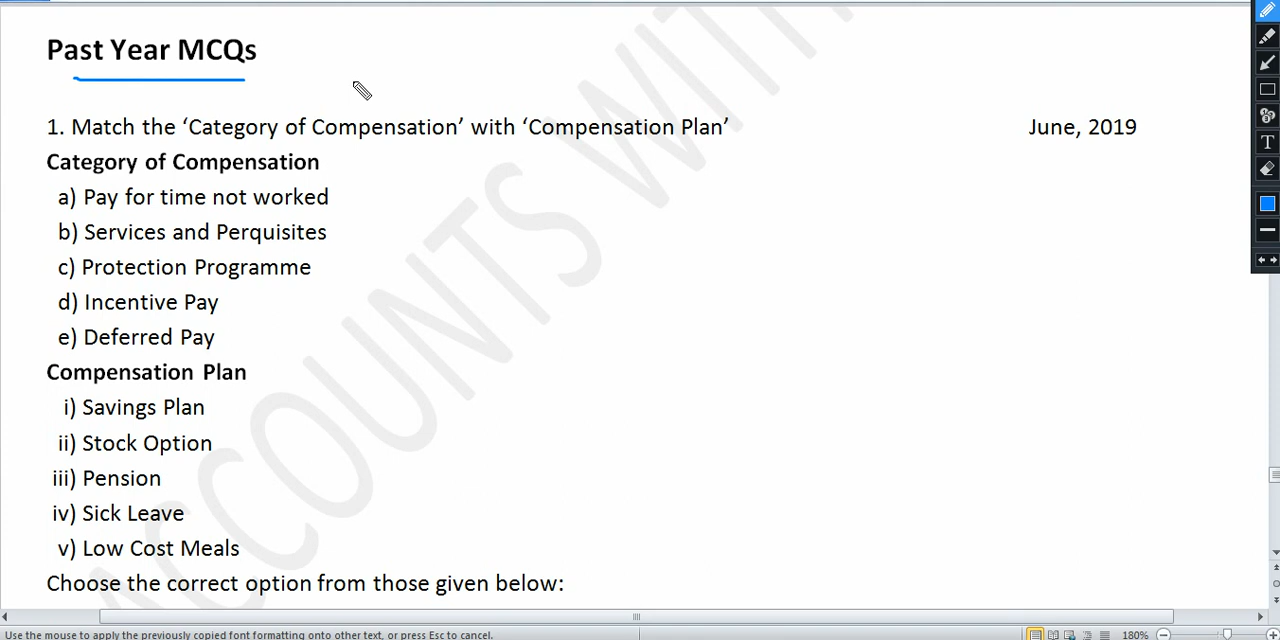 Past Year MCQs
1. Match the ‘Category of Compensation’ with ‘Compensation Plan’ June, 2019
Category of Compensation
a) Pay for time not worked
b) Services and Perquisites
c) Protection Programme
d) Incentive Pay
e) Deferred Pay
Compensation Plan
i) Savings Plan
ii) Stock Option
iii) Pension
iv) Sick Leave
v) Low Cost Meals
Choose the correct option from those given below:
ACCOUNTS WIT
T
Use the mouse to apply the previously copied font formatting onto other text, or press Esc to cancel. 180%